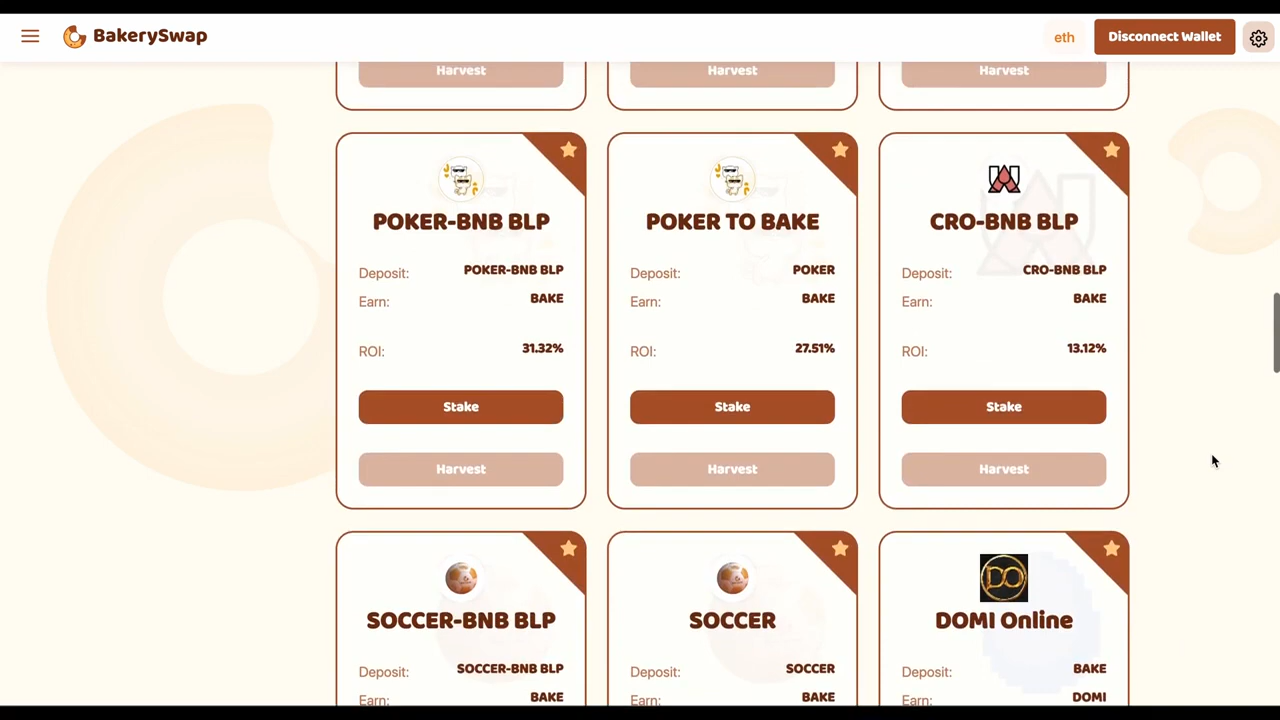 BakerySwap
eth
Disconnect Wallet
Harvest
Harvest
Harvest
POKER-BNB BLP
Deposit: POKER-BNB BLP
Earn: BAKE
ROI: 31.32%
Stake
Harvest
POKER TO BAKE
Deposit: POKER
Earn: BAKE
ROI: 27.51%
Stake
Harvest
CRO-BNB BLP
Deposit: CRO-BNB BLP
Earn: BAKE
ROI: 13.12%
Stake
Harvest
SOCCER-BNB BLP
Deposit: SOCCER-BNB BLP
Earn: BAKE
SOCCER
Deposit: SOCCER
Earn: BAKE
DO
DOMI Online
Deposit: BAKE
Earn: DOMI